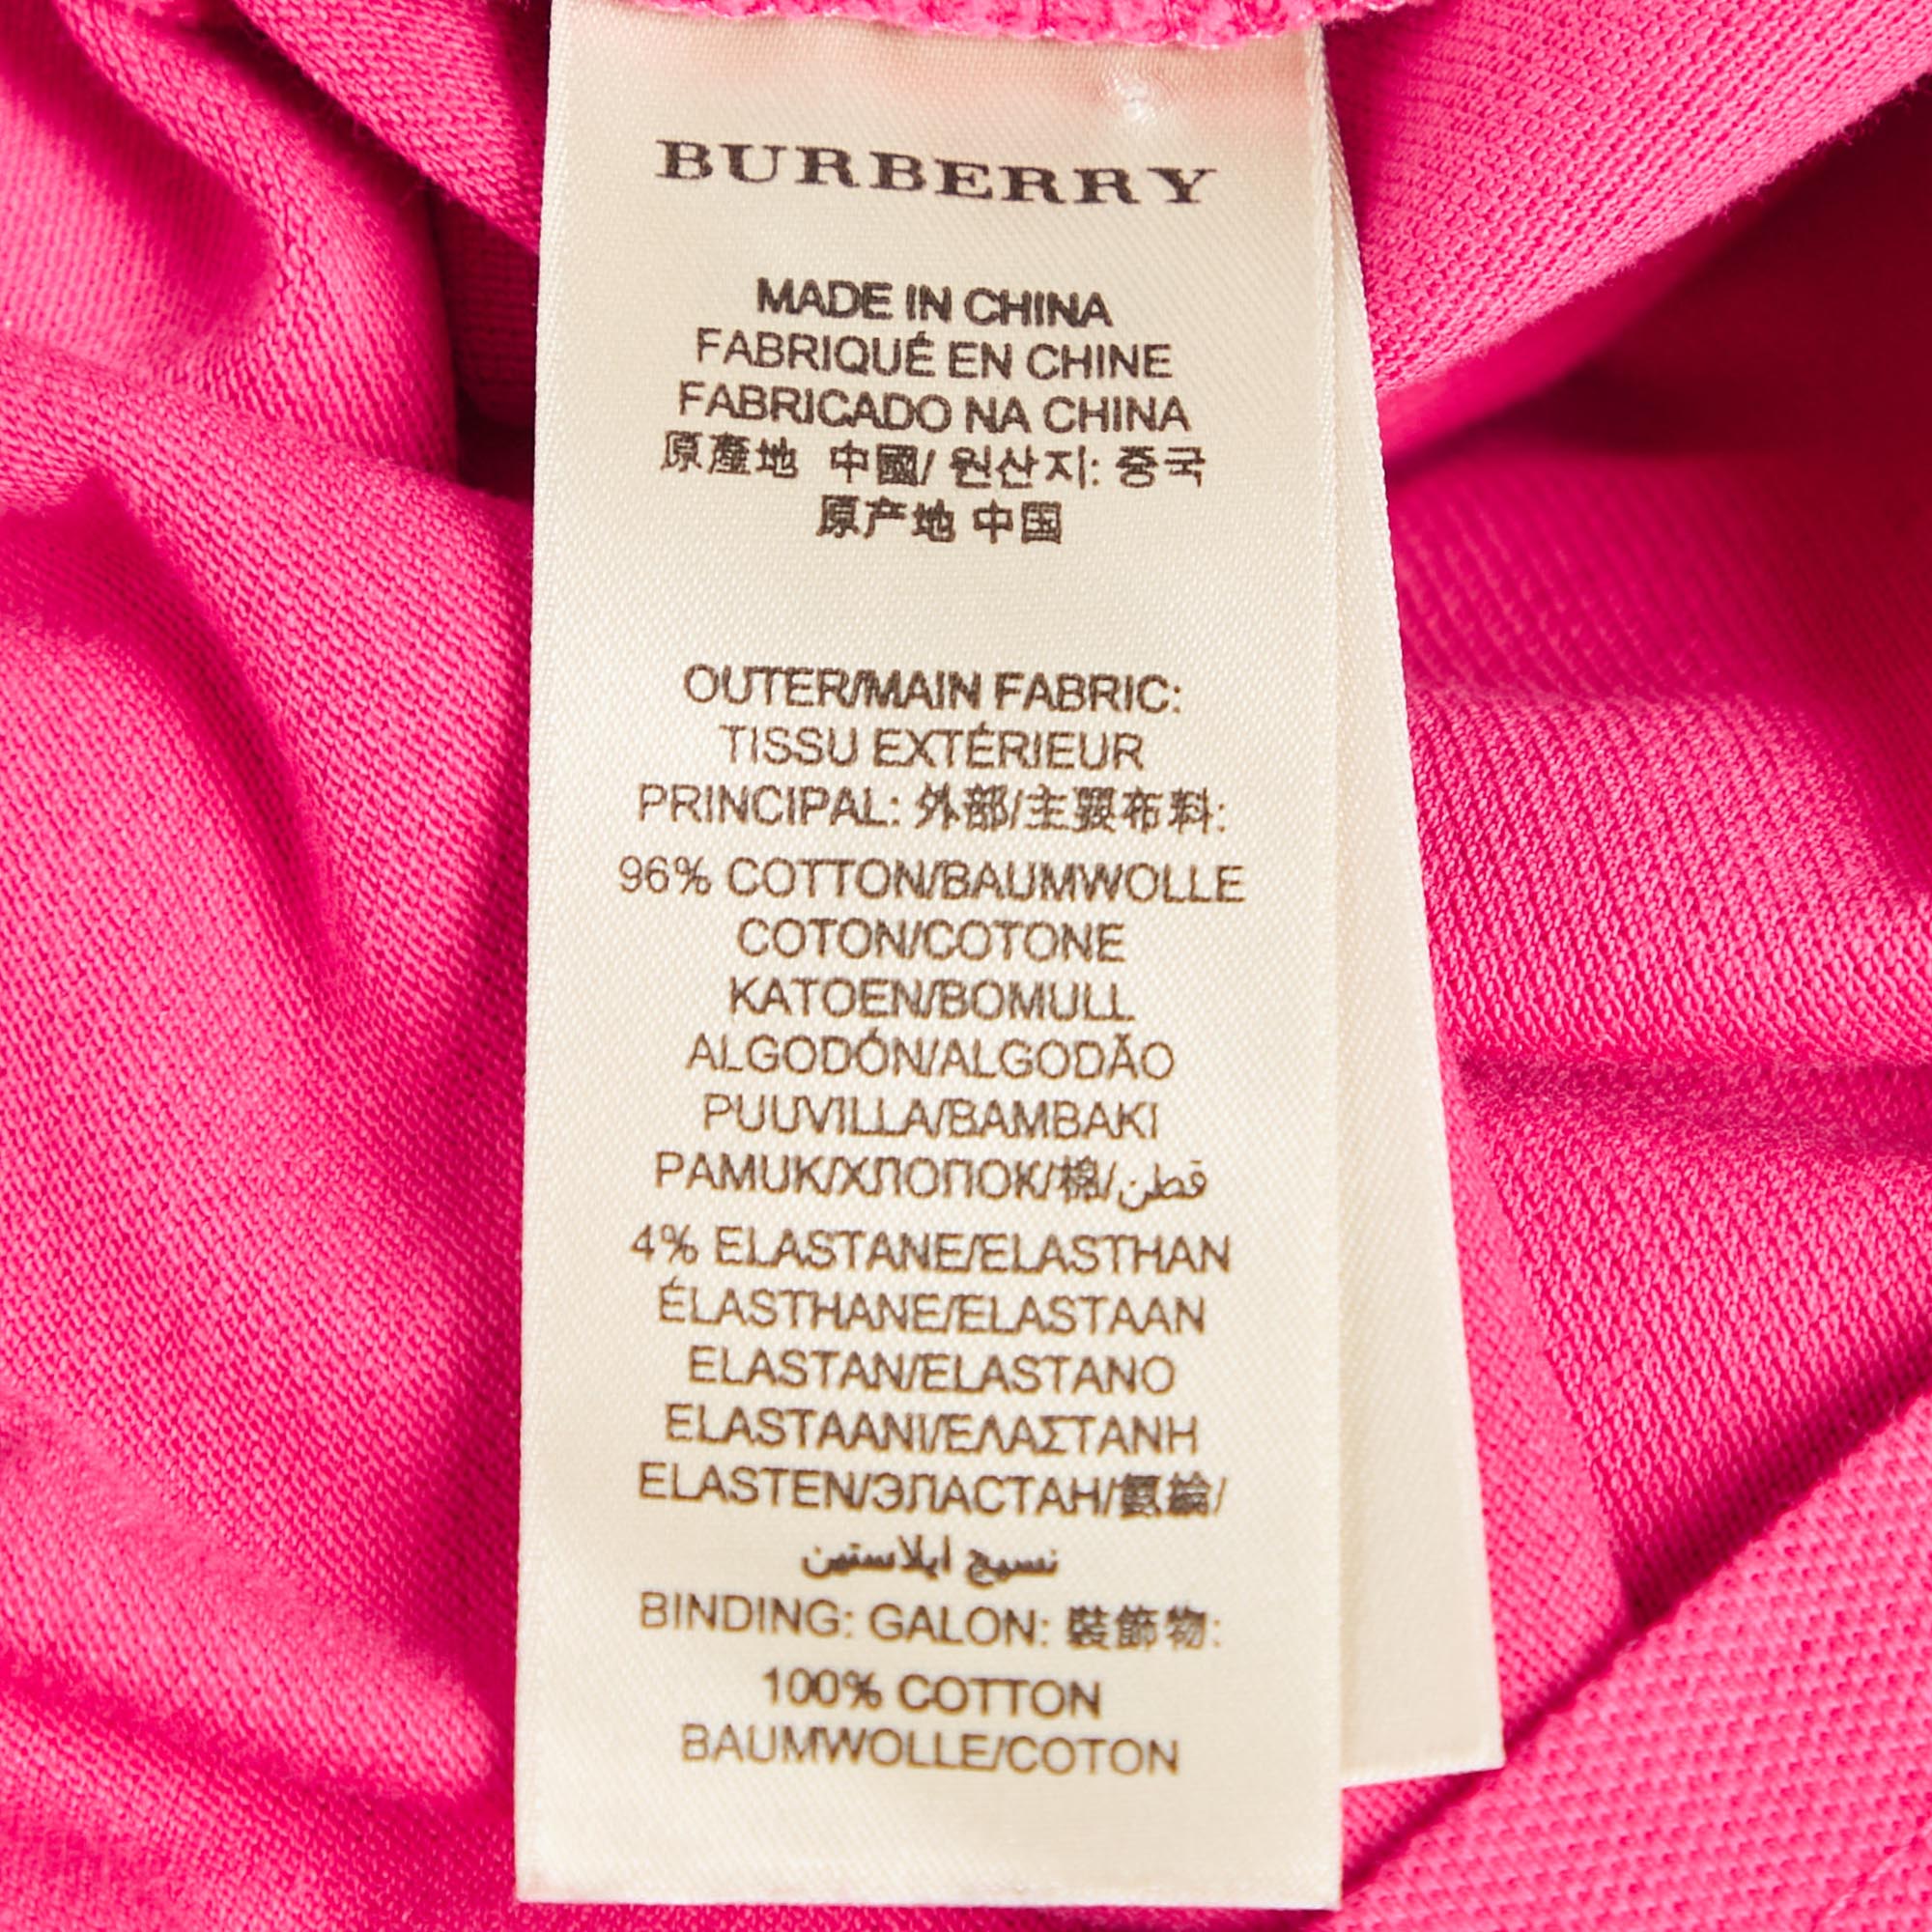 BURBERRY
MADE IN CHINA
FABRIQUÉ EN CHINE
FABRICADO NA CHINA
原產地 中國/ 원산지: 중국
原产地 中国
OUTER/MAIN FABRIC:
TISSU EXTÉRIEUR
PRINCIPAL: 外部/主要布料:
96% COTTON/BAUMWOLLE
COTON/COTONE
KATOEN/BOMULL
ALGODÓN/ALGODÃO
PUUVILLA/BAMBAKI
PAMUK/ХЛОПОК/棉/قطن
4% ELASTANE/ELASTHAN
ÉLASTHANE/ELASTAAN
ELASTAN/ELASTANO
ELASTAANI/ΕΛΑΣΤΑΝΗ
ELASTEN/ЭЛАСТАН/氨綸/
نسيج ايلاستين
BINDING: GALON: 裝飾物:
100% COTTON
BAUMWOLLE/COTON